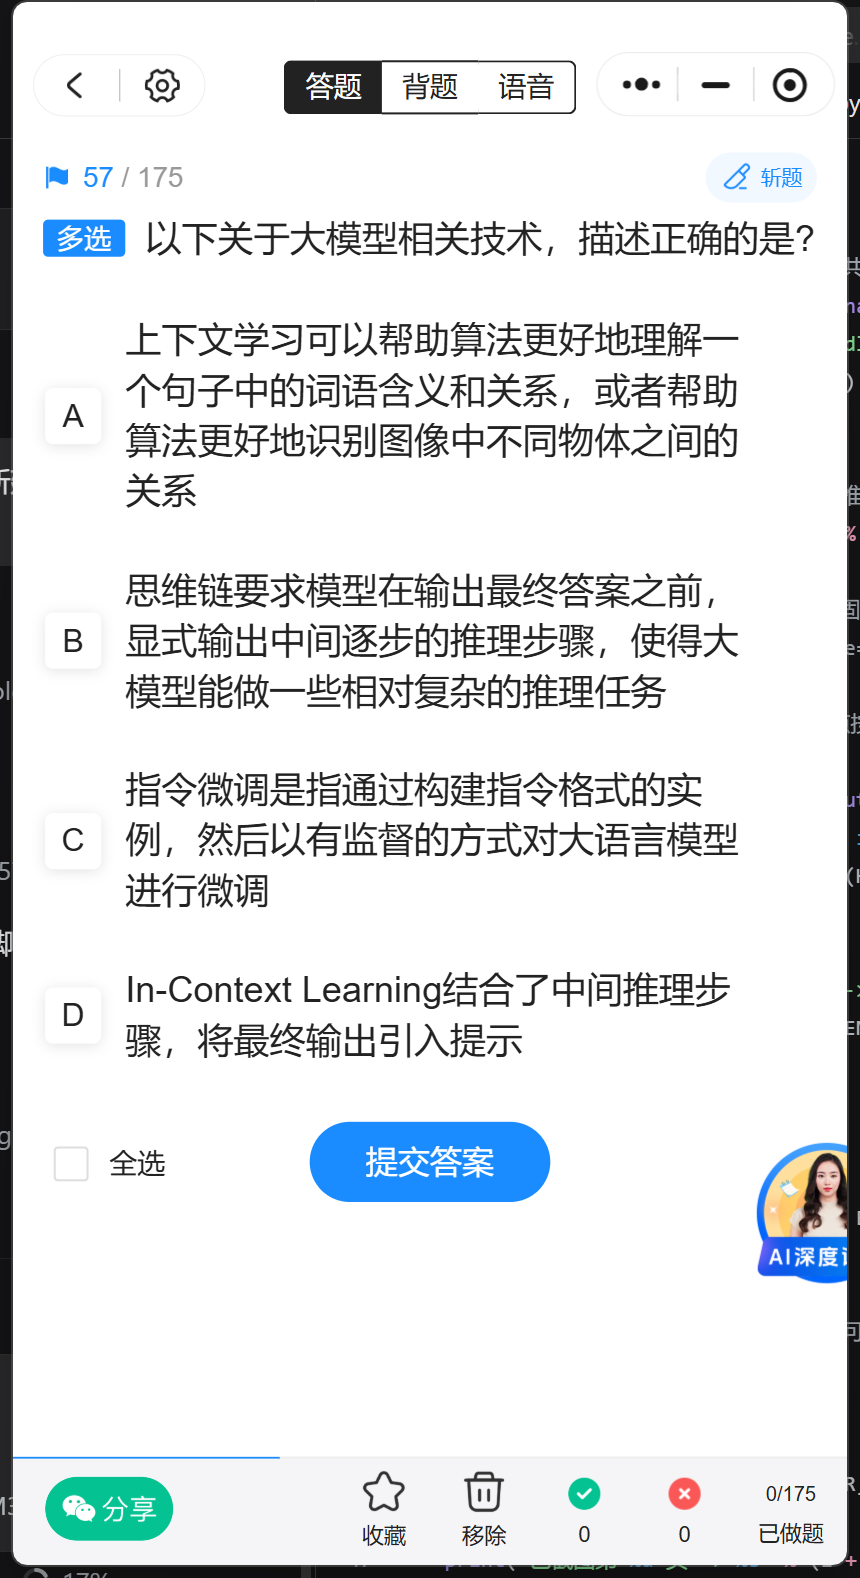 答题 背题 语音
57 / 175
斩题
多选 以下关于大模型相关技术，描述正确的是？
A
上下文学习可以帮助算法更好地理解一
个句子中的词语含义和关系，或者帮助
算法更好地识别图像中不同物体之间的
关系
B
思维链要求模型在输出最终答案之前，
显式输出中间逐步的推理步骤，使得大
模型能做一些相对复杂的推理任务
C
指令微调是指通过构建指令格式的实
例，然后以有监督的方式对大语言模型
进行微调
D
In-Context Learning结合了中间推理步
骤，将最终输出引入提示
全选
提交答案
AI深度
分享
收藏
移除
0
0
0/175
已做题
17%